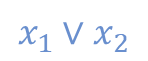 x₁ ∨ x₂